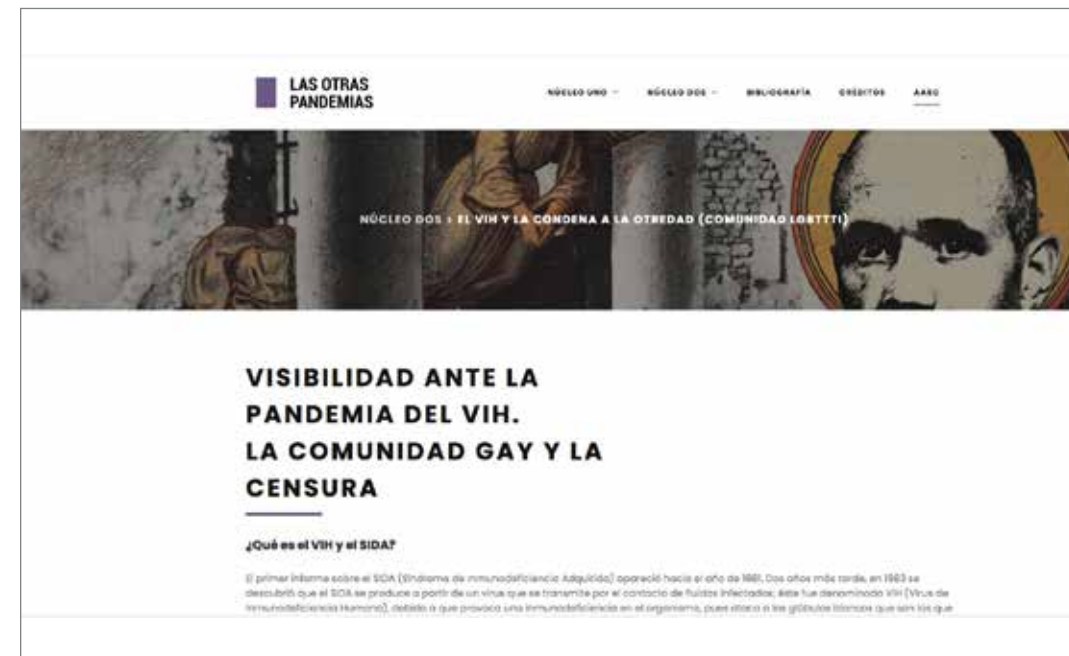 LAS OTRAS
PANDEMIAS
NÚCLEO UNO
NÚCLEO DOS
BIBLIOGRAFÍA
CRÉDITOS
AAEC
NÚCLEO DOS > EL VIH Y LA CONDENA A LA OTREDAD (COMUNIDAD LGBTTTI)
VISIBILIDAD ANTE LA
PANDEMIA DEL VIH.
LA COMUNIDAD GAY Y LA
CENSURA
¿Qué es el VIH y el SIDA?
El primer informe sobre el SIDA (Síndrome de Inmunodeficiencia Adquirida) apareció hacia el año de 1981. Dos años más tarde, en 1983 se
descubrió que el SIDA se produce a partir de un virus que se transmite por el contacto de fluidos infectados; éste fue denominado VIH (Virus de
Inmunodeficiencia Humana), debido a que provoca una inmunodeficiencia en el organismo, pues ataca a los glóbulos blancos que son los que